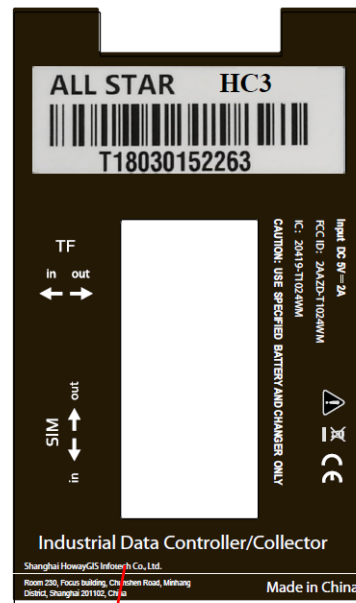 ALL STAR HC3
T18030152263
TF
in out
SIM
in out
Input DC 5V⎓2A
FCC ID: 2AAZD-T1024WM
IC: 20419-T1024WM
CAUTION: USE SPECIFIED BATTERY AND CHANGER ONLY
CE
Industrial Data Controller/Collector
Shanghai HowayGIS Infotech Co., Ltd.
Room 230, Focus building, Chunshen Road, Minhang
District, Shanghai 201102, China
Made in China